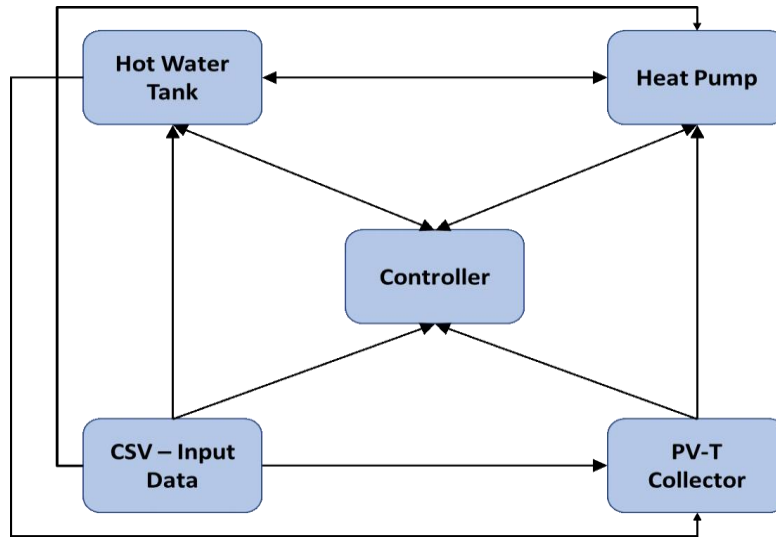 Hot Water
Tank
Heat Pump
Controller
CSV – Input
Data
PV-T
Collector